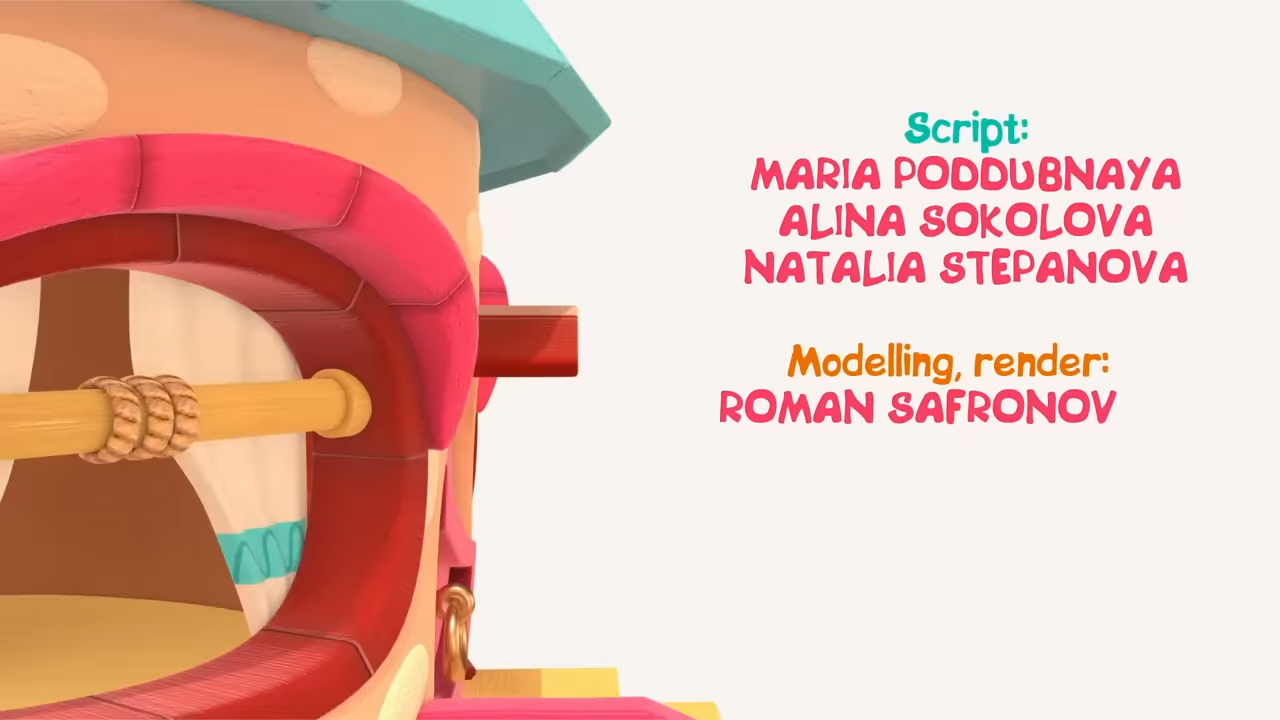 Script:
MARIA PODDUBNAYA
ALINA SOKOLOVA
NATALIA STEPANOVA
Modelling, render:
ROMAN SAFRONOV